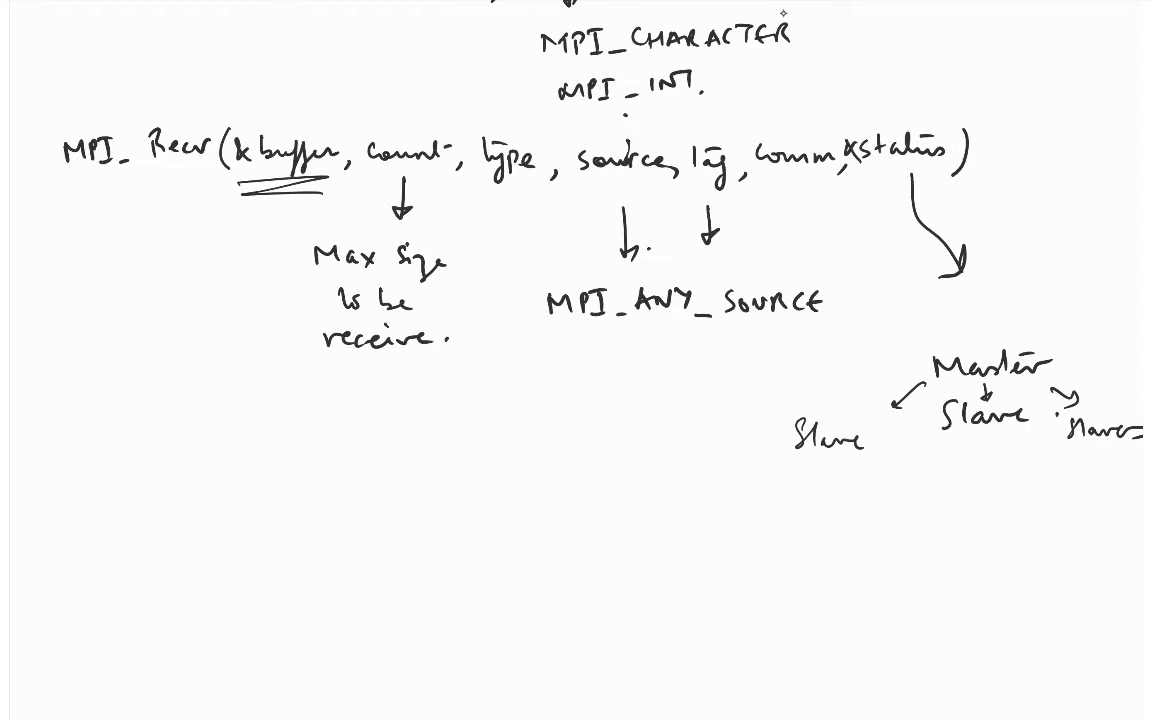 MPI_CHARACTER
MPI_INT.
MPI_Recv(&buffer, count, type, source, tag, comm, &status)
Max size
to be
receive.
MPI_ANY_SOURCE
Master
Slave
Slave
Slaves